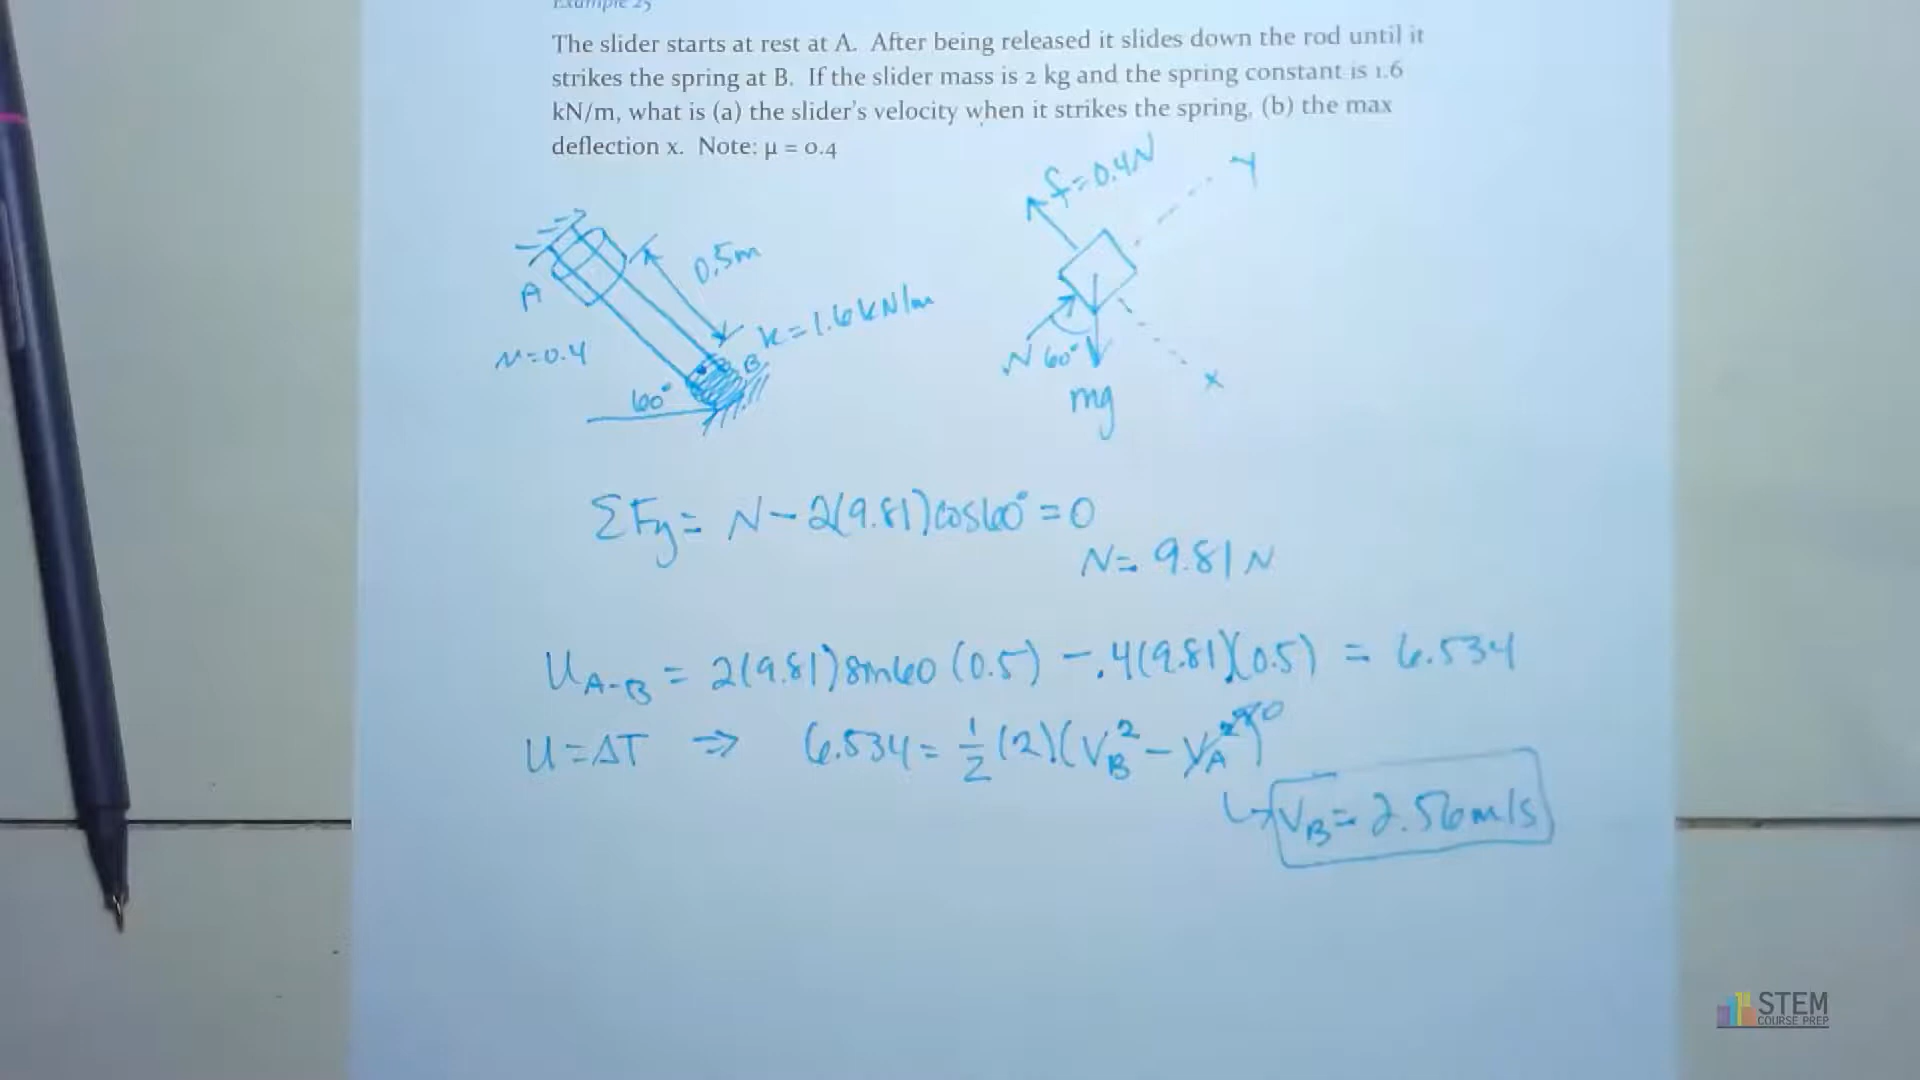 Example 25
The slider starts at rest at A. After being released it slides down the rod until it
strikes the spring at B. If the slider mass is 2 kg and the spring constant is 1.6
kN/m, what is (a) the slider's velocity when it strikes the spring, (b) the max
deflection x. Note: μ = 0.4
f=0.4N
Y
0.5m
A
k=1.6kN/m
μ=0.4
B
N 60°
60°
x
mg
ΣFy= N-2(9.81)cos60°=0
N= 9.81 N
UA-B = 2(9.81)sin60(0.5) -.4(9.81)(0.5) = 6.534
U=ΔT ⇒ 6.534= 1/2 (2)(VB² - VA²) 0
↳ VB= 2.56m/s
STEM
COURSE PREP